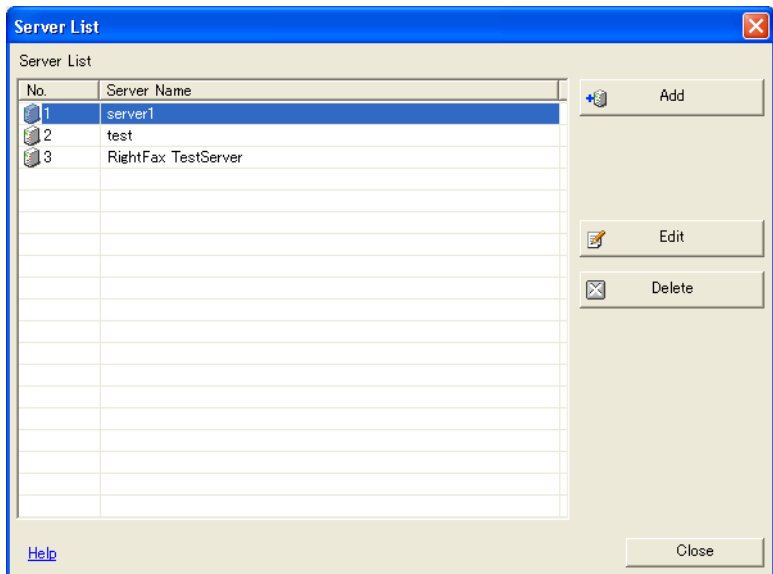 Server List
Server List
No. Server Name
1 server1
2 test
3 RightFax TestServer
Add
Edit
Delete
Help
Close